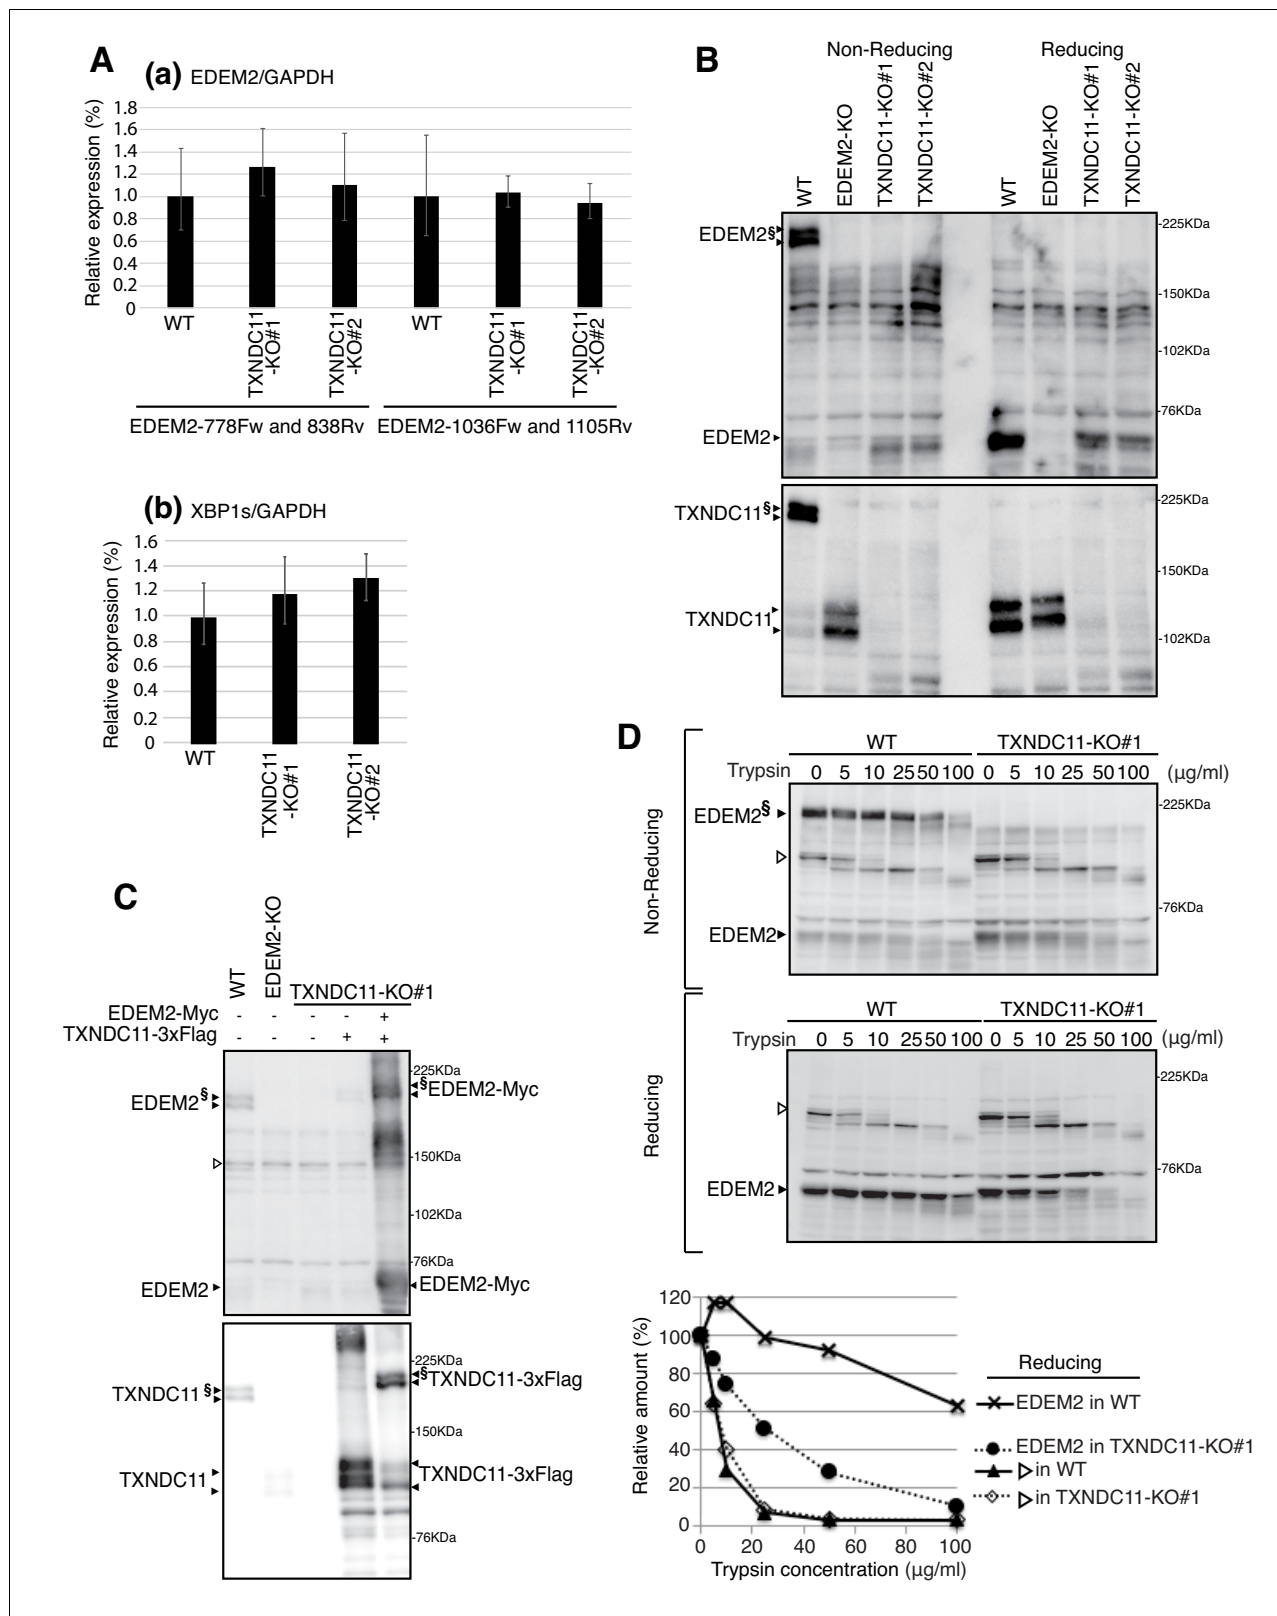 A
(a) EDEM2/GAPDH
Relative expression (%)
1.8
1.6
1.4
1.2
1.0
0.8
0.6
0.4
0.2
0
WT
TXNDC11
-KO#1
TXNDC11
-KO#2
WT
TXNDC11
-KO#1
TXNDC11
-KO#2
EDEM2-778Fw and 838Rv
EDEM2-1036Fw and 1105Rv
(b) XBP1s/GAPDH
Relative expression (%)
1.6
1.4
1.2
1.0
0.8
0.6
0.4
0.2
0
WT
TXNDC11
-KO#1
TXNDC11
-KO#2
B
Non-Reducing
Reducing
WT
EDEM2-KO
TXNDC11-KO#1
TXNDC11-KO#2
WT
EDEM2-KO
TXNDC11-KO#1
TXNDC11-KO#2
EDEM2§
EDEM2
-225KDa
-150KDa
-102KDa
-76KDa
TXNDC11§
TXNDC11
-225KDa
-150KDa
-102KDa
C
WT
EDEM2-KO
TXNDC11-KO#1
EDEM2-Myc - - - - +
TXNDC11-3xFlag - - - + +
EDEM2§
EDEM2
-225KDa
§EDEM2-Myc
-150KDa
-102KDa
-76KDa
EDEM2-Myc
TXNDC11§
TXNDC11
-225KDa
§TXNDC11-3xFlag
-150KDa
TXNDC11-3xFlag
-76KDa
D
Non-Reducing
WT
TXNDC11-KO#1
Trypsin 0 5 10 25 50 100 0 5 10 25 50 100 (µg/ml)
EDEM2§
EDEM2
-225KDa
-76KDa
Reducing
WT
TXNDC11-KO#1
Trypsin 0 5 10 25 50 100 0 5 10 25 50 100 (µg/ml)
EDEM2
-225KDa
-76KDa
Relative amount (%)
120
100
80
60
40
20
0
0 20 40 60 80 100
Trypsin concentration (µg/ml)
Reducing
EDEM2 in WT
EDEM2 in TXNDC11-KO#1
in WT
in TXNDC11-KO#1